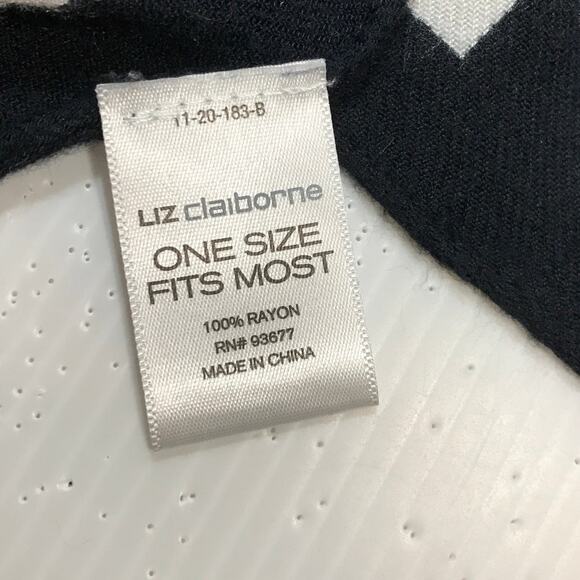 11-20-183-B
LIZ claiborne
ONE SIZE
FITS MOST
100% RAYON
RN# 93677
MADE IN CHINA